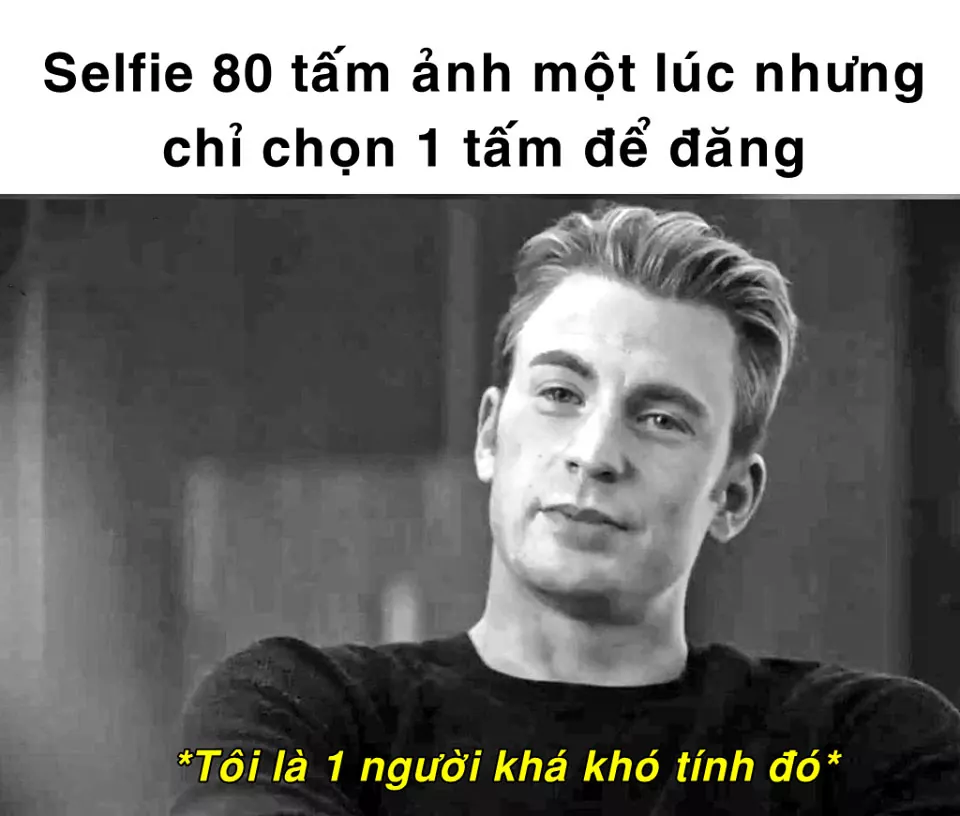 Selfie 80 tấm ảnh một lúc nhưng
chỉ chọn 1 tấm để đăng
*Tôi là 1 người khá khó tính đó*